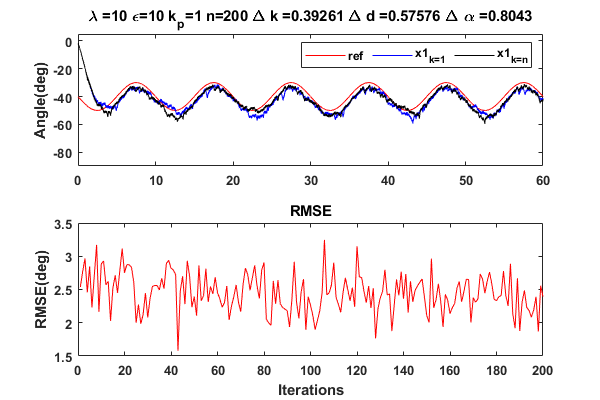 λ =10 ϵ=10 k_p=1 n=200 Δ k =0.39261 Δ d =0.57576 Δ α =0.8043
ref x1_k=1 x1_k=n
Angle(deg)
0
-20
-40
-60
-80
0 10 20 30 40 50 60
RMSE
RMSE(deg)
3.5
3
2.5
2
1.5
0 20 40 60 80 100 120 140 160 180 200
Iterations